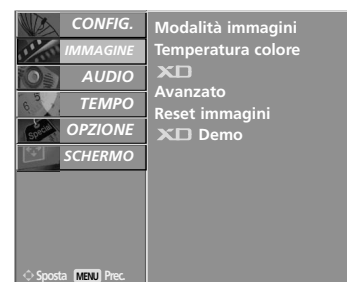 CONFIG.
IMMAGINE
AUDIO
TEMPO
OPZIONE
Special
SCHERMO
Modalità immagini
Temperatura colore
XD
Avanzato
Reset immagini
XD Demo
Sposta MENU Prec.